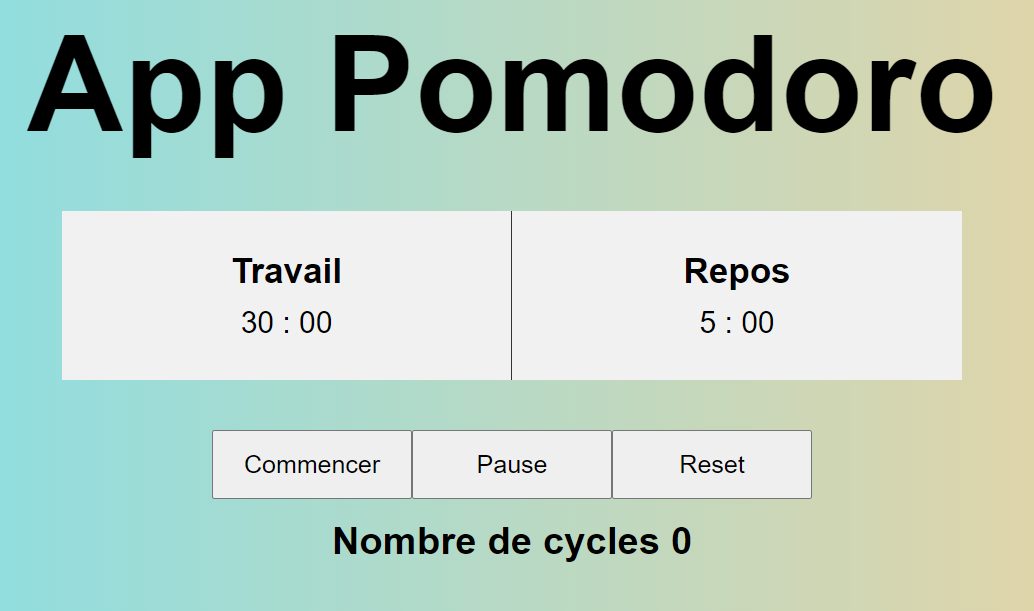 App Pomodoro
Travail
30 : 00
Repos
5 : 00
Commencer
Pause
Reset
Nombre de cycles 0